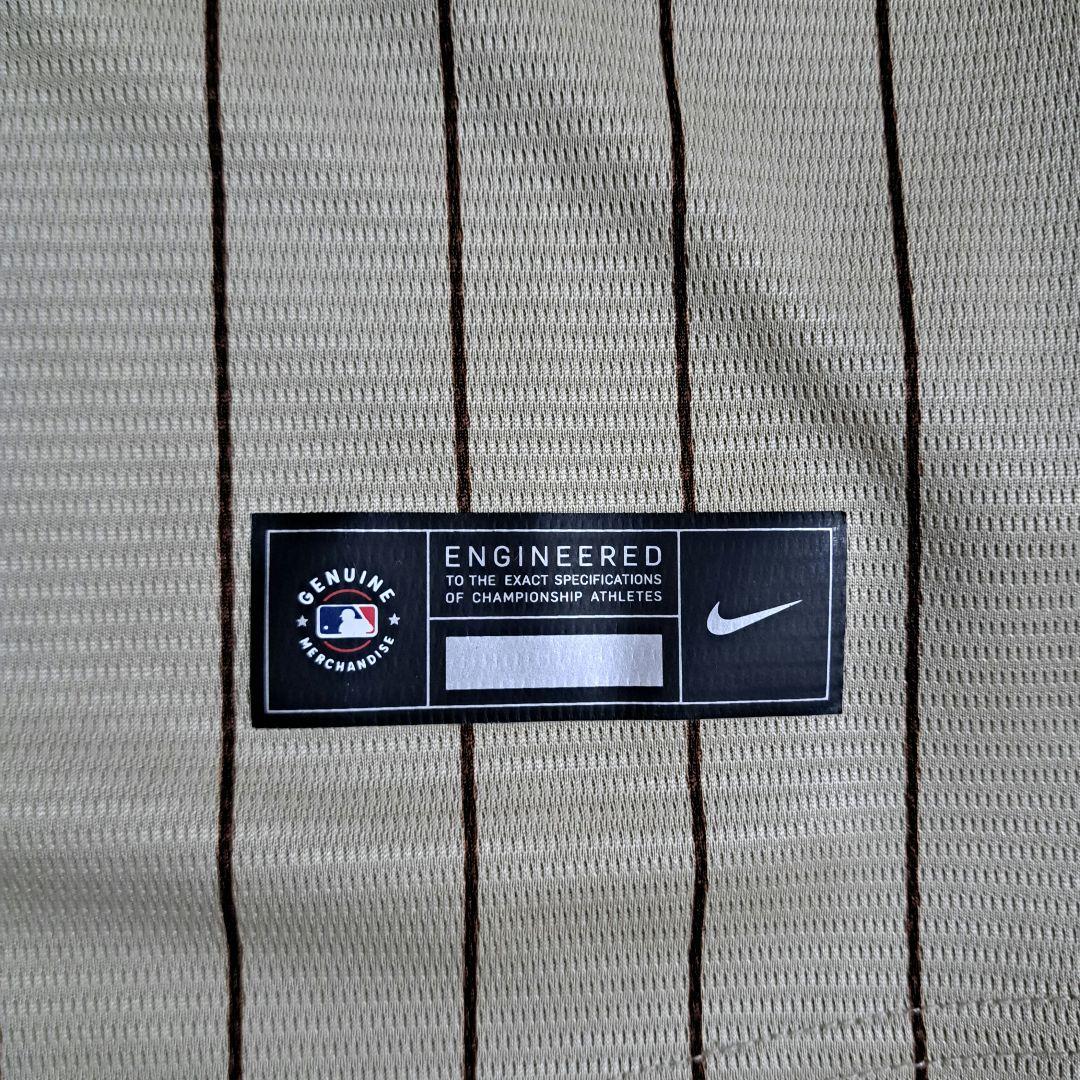 GENUINE
MERCHANDISE
ENGINEERED
TO THE EXACT SPECIFICATIONS
OF CHAMPIONSHIP ATHLETES